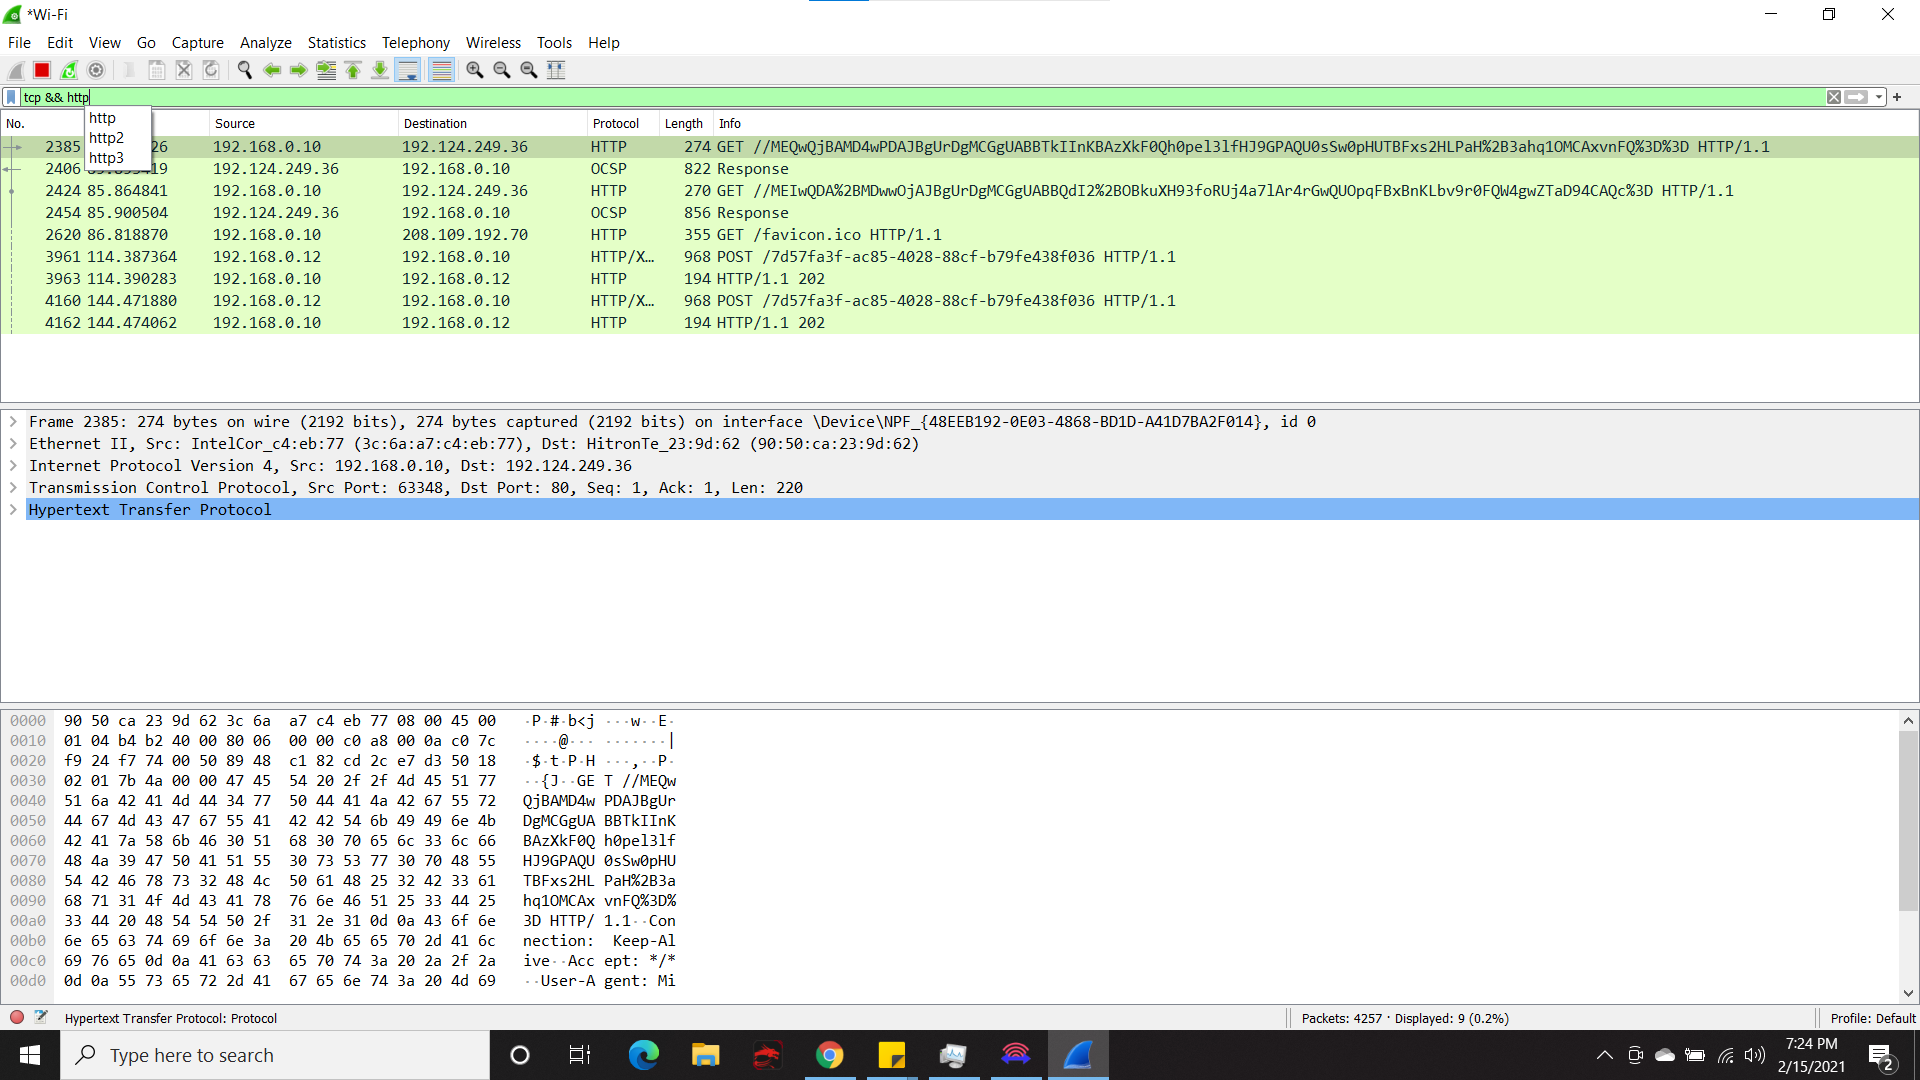 *Wi-Fi
File Edit View Go Capture Analyze Statistics Telephony Wireless Tools Help
tcp && http
http
http2
http3
No. Source Destination Protocol Length Info
2385 26 192.168.0.10 192.124.249.36 HTTP 274 GET //MEQwQjBAMD4wPDAJBgUrDgMCGgUABBTkIInKBAzXkF0Qh0pel3lfHJ9GPAQU0sSw0pHUTBFxs2HLPaH%2B3ahq1OMCAxvnFQ%3D%3D HTTP/1.1
2406 192.124.249.36 192.168.0.10 OCSP 822 Response
2424 85.864841 192.168.0.10 192.124.249.36 HTTP 270 GET //MEIwQDA%2BMDwwOjAJBgUrDgMCGgUABBQdI2%2BOBkuXH93foRUj4a7lAr4rGwQUOpqFBxBnKLbv9r0FQW4gwZTaD94CAQc%3D HTTP/1.1
2454 85.900504 192.124.249.36 192.168.0.10 OCSP 856 Response
2620 86.818870 192.168.0.10 208.109.192.70 HTTP 355 GET /favicon.ico HTTP/1.1
3961 114.387364 192.168.0.12 192.168.0.10 HTTP/X... 968 POST /7d57fa3f-ac85-4028-88cf-b79fe438f036 HTTP/1.1
3963 114.390283 192.168.0.10 192.168.0.12 HTTP 194 HTTP/1.1 202
4160 144.471880 192.168.0.12 192.168.0.10 HTTP/X... 968 POST /7d57fa3f-ac85-4028-88cf-b79fe438f036 HTTP/1.1
4162 144.474062 192.168.0.10 192.168.0.12 HTTP 194 HTTP/1.1 202
Frame 2385: 274 bytes on wire (2192 bits), 274 bytes captured (2192 bits) on interface \Device\NPF_{48EEB192-0E03-4868-BD1D-A41D7BA2F014}, id 0
Ethernet II, Src: IntelCor_c4:eb:77 (3c:6a:a7:c4:eb:77), Dst: HitronTe_23:9d:62 (90:50:ca:23:9d:62)
Internet Protocol Version 4, Src: 192.168.0.10, Dst: 192.124.249.36
Transmission Control Protocol, Src Port: 63348, Dst Port: 80, Seq: 1, Ack: 1, Len: 220
Hypertext Transfer Protocol
0000 90 50 ca 23 9d 62 3c 6a a7 c4 eb 77 08 00 45 00 ·P·#·b<j ···w··E·
0010 01 04 b4 b2 40 00 80 06 00 00 c0 a8 00 0a c0 7c ····@··· ·······|
0020 f9 24 f7 74 00 50 89 48 c1 82 cd 2c e7 d3 50 18 ·$·t·P·H ···,··P·
0030 02 01 7b 4a 00 00 47 45 54 20 2f 2f 4d 45 51 77 ··{J··GE T //MEQw
0040 51 6a 42 41 4d 44 34 77 50 44 41 4a 42 67 55 72 QjBAMD4w PDAJBgUr
0050 44 67 4d 43 47 67 55 41 42 42 54 6b 49 49 6e 4b DgMCGgUA BBTkIInK
0060 42 41 7a 58 6b 46 30 51 68 30 70 65 6c 33 6c 66 BAzXkF0Q h0pel3lf
0070 48 4a 39 47 50 41 51 55 30 73 53 77 30 70 48 55 HJ9GPAQU 0sSw0pHU
0080 54 42 46 78 73 32 48 4c 50 61 48 25 32 42 33 61 TBFxs2HL PaH%2B3a
0090 68 71 31 4f 4d 43 41 78 76 6e 46 51 25 33 44 25 hq1OMCAx vnFQ%3D%
00a0 33 44 20 48 54 54 50 2f 31 2e 31 0d 0a 43 6f 6e 3D HTTP/ 1.1··Con
00b0 6e 65 63 74 69 6f 6e 3a 20 4b 65 65 70 2d 41 6c nection: Keep-Al
00c0 69 76 65 0d 0a 41 63 63 65 70 74 3a 20 2a 2f 2a ive··Acc ept: */*
00d0 0d 0a 55 73 65 72 2d 41 67 65 6e 74 3a 20 4d 69 ··User-A gent: Mi
Hypertext Transfer Protocol: Protocol Packets: 4257 · Displayed: 9 (0.2%) Profile: Default
Type here to search
7:24 PM
2/15/2021
2